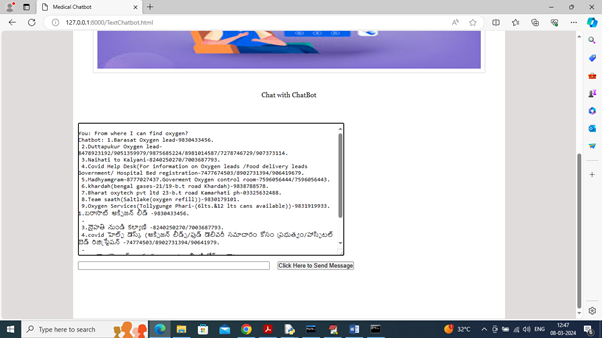 Medical Chatbot
127.0.0.1:8000/TextChatbot.html
Chat with ChatBot
You: From where I can find oxygen?
Chatbot: 1.Barasat Oxygen lead-9830433456.
2.Duttapukur Oxygen lead-
8478923192/9051359979/9875685224/8981014587/7278746729/907373114.
3.Naihati to Kalyani-8240250270/7003687793.
4.Covid Help Desk(For information on Oxygen leads /Food delivery leads
Government/ Hospital Bed registration-7477674503/8902731394/906419679.
5.Madhyamgram-8777027437.Goverment Oxygen control room-7596056444/7596056443.
6.khardah(bengal gases-21/19-b.t road Khardah)-9838788578.
7.Bharat oxytech pvt ltd 23-b.t road Kamarhati ph-03325632488.
8.Team saath(Saltlake(oxygen refill))-9830179101.
9.Oxygen Services(Tollygunge Phari-(6lts.&12 lts cans available))-9831919933.
1.బరాసత్ ఆక్సిజన్ లీడ్ -9830433456.
.
3.నైహతి నుండి కల్యాణి -8240250270/7003687793.
4.covid హెల్ప్ డెస్క్ (ఆక్సిజన్ లీడ్స్/ఫుడ్ డెలివరీ సమాచారం కోసం ప్రభుత్వం/హాస్పిటల్
బెడ్ రిజిస్ట్రేషన్ -74774503/8902731394/90641979.
Click Here to Send Message
Type here to search
32°C
ENG
12:47
08-03-2024